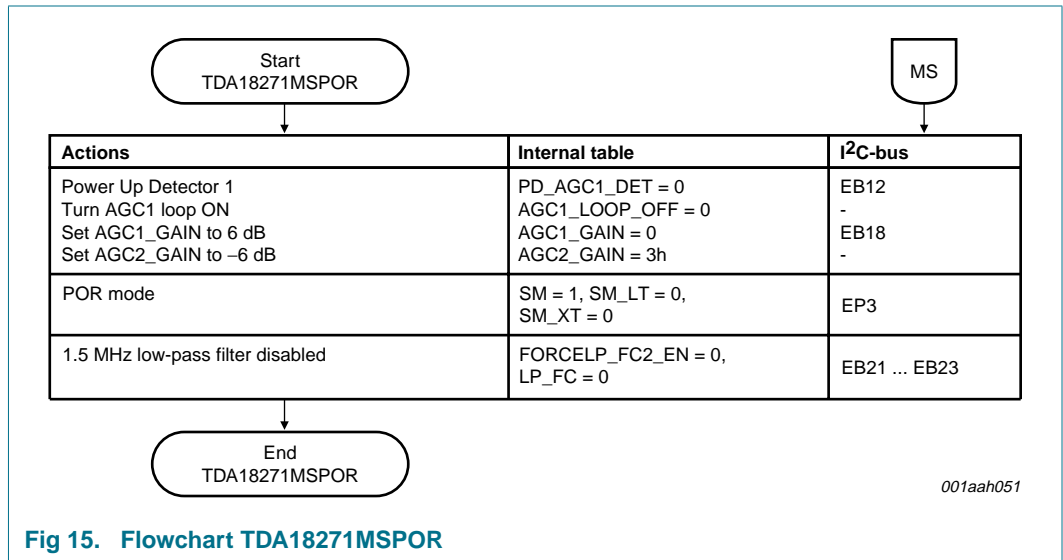 Start
TDA18271MSPOR
MS
Actions Internal table I2C-bus
Power Up Detector 1 PD_AGC1_DET = 0 EB12
Turn AGC1 loop ON AGC1_LOOP_OFF = 0 -
Set AGC1_GAIN to 6 dB AGC1_GAIN = 0 EB18
Set AGC2_GAIN to −6 dB AGC2_GAIN = 3h -
POR mode SM = 1, SM_LT = 0,
SM_XT = 0
EP3
1.5 MHz low-pass filter disabled FORCELP_FC2_EN = 0,
LP_FC = 0
EB21 ... EB23
End
TDA18271MSPOR
001aah051
Fig 15. Flowchart TDA18271MSPOR